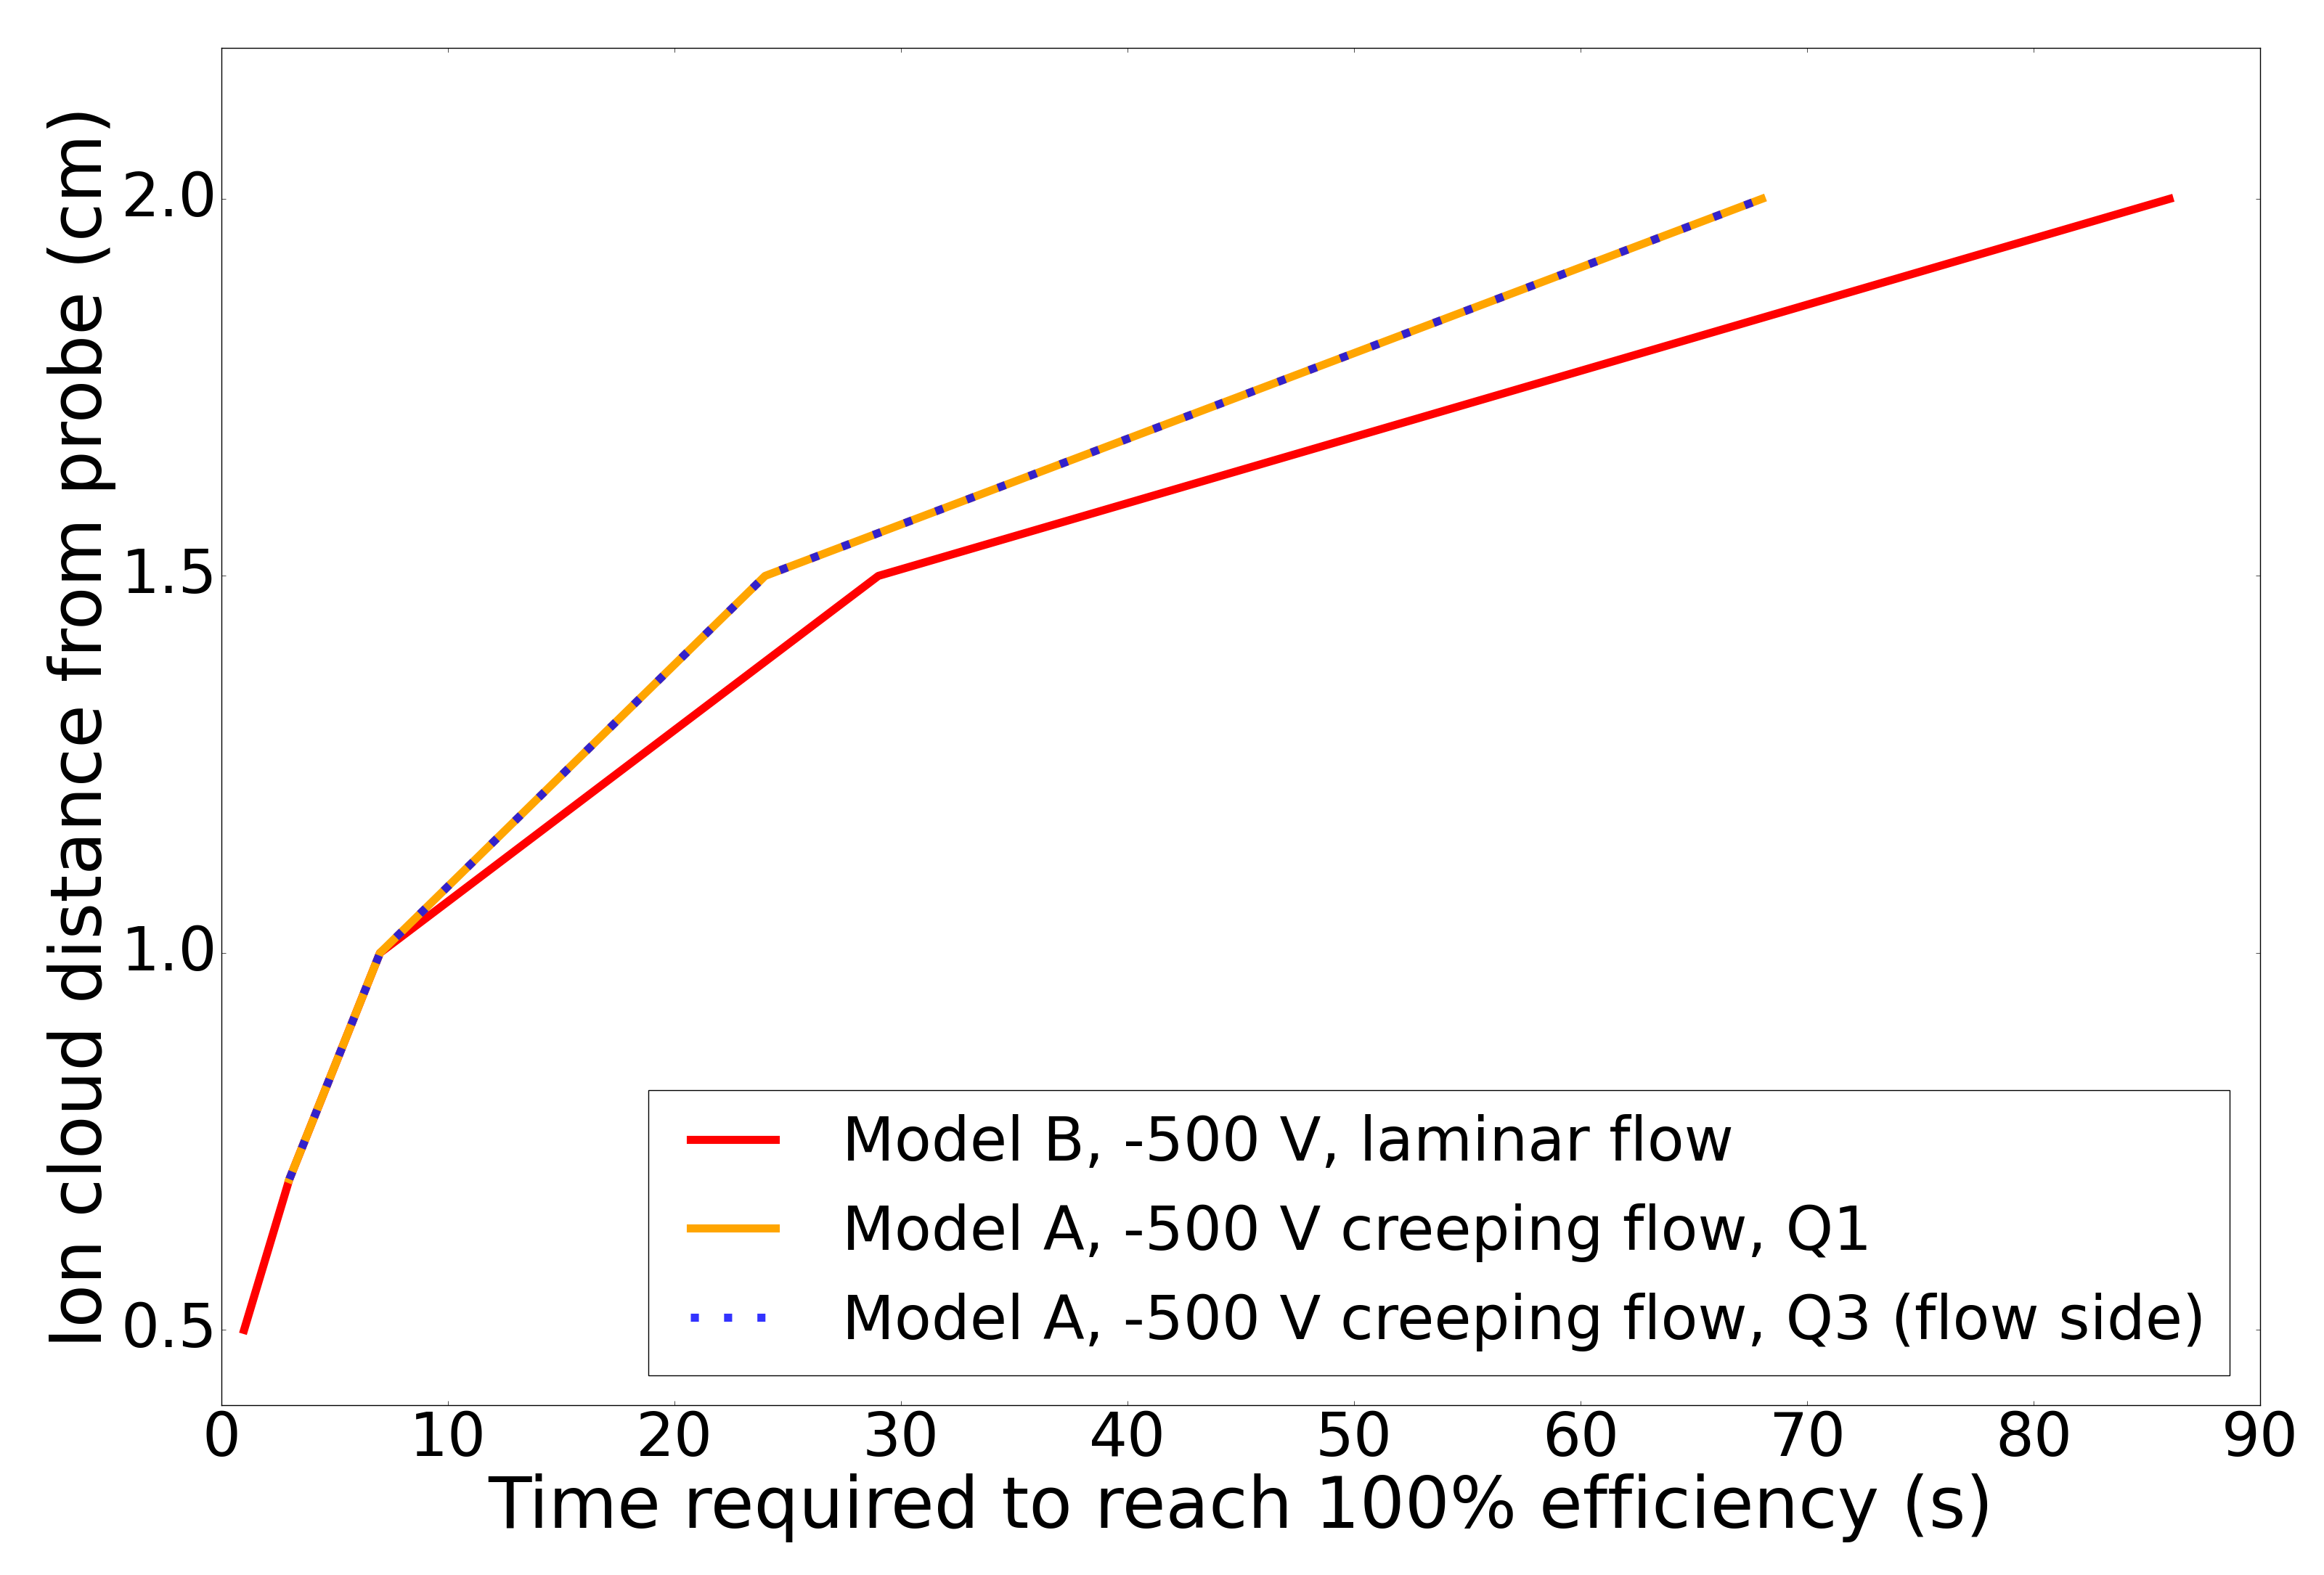 Ion cloud distance from probe (cm)
2.0
1.5
1.0
0.5
Model B, -500 V, laminar flow
Model A, -500 V creeping flow, Q1
Model A, -500 V creeping flow, Q3 (flow side)
0 10 20 30 40 50 60 70 80 90
Time required to reach 100% efficiency (s)